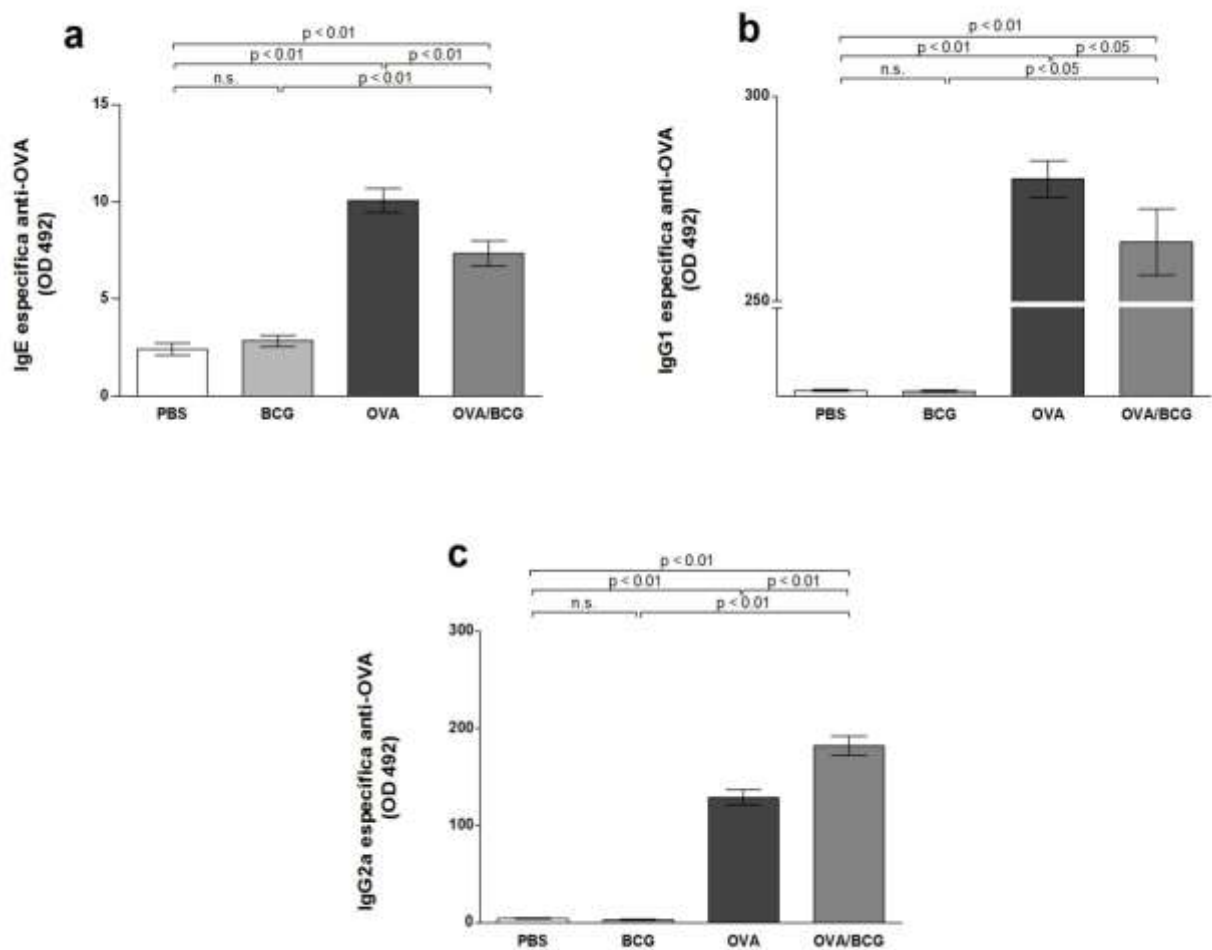 a
p < 0.01
p < 0.01 p < 0.01
n.s. p < 0.01
IgE específica anti-OVA
(OD 492)
15
10
5
0
PBS BCG OVA OVA/BCG
b
p < 0.01
p < 0.01 p < 0.05
n.s. p < 0.05
IgG1 específica anti-OVA
(OD 492)
300
250
PBS BCG OVA OVA/BCG
c
p < 0.01
p < 0.01 p < 0.01
n.s. p < 0.01
IgG2a específica anti-OVA
(OD 492)
300
200
100
0
PBS BCG OVA OVA/BCG